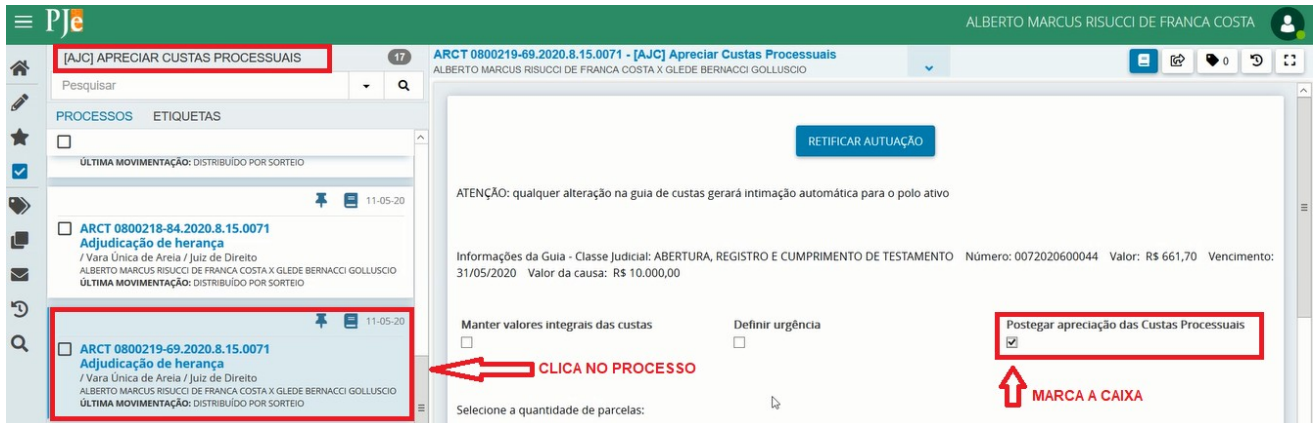 PJe
ALBERTO MARCUS RISUCCI DE FRANCA COSTA
[AJC] APRECIAR CUSTAS PROCESSUAIS
17
Pesquisar
PROCESSOS ETIQUETAS
ÚLTIMA MOVIMENTAÇÃO: DISTRIBUÍDO POR SORTEIO
11-05-20
ARCT 0800218-84.2020.8.15.0071
Adjudicação de herança
/ Vara Única de Areia / Juiz de Direito
ALBERTO MARCUS RISUCCI DE FRANCA COSTA X GLEDE BERNACCI GOLLUSCIO
ÚLTIMA MOVIMENTAÇÃO: DISTRIBUÍDO POR SORTEIO
11-05-20
ARCT 0800219-69.2020.8.15.0071
Adjudicação de herança
/ Vara Única de Areia / Juiz de Direito
ALBERTO MARCUS RISUCCI DE FRANCA COSTA X GLEDE BERNACCI GOLLUSCIO
ÚLTIMA MOVIMENTAÇÃO: DISTRIBUÍDO POR SORTEIO
ARCT 0800219-69.2020.8.15.0071 - [AJC] Apreciar Custas Processuais
ALBERTO MARCUS RISUCCI DE FRANCA COSTA X GLEDE BERNACCI GOLLUSCIO
0
RETIFICAR AUTUAÇÃO
ATENÇÃO: qualquer alteração na guia de custas gerará intimação automática para o polo ativo
Informações da Guia - Classe Judicial: ABERTURA, REGISTRO E CUMPRIMENTO DE TESTAMENTO Número: 0072020600044 Valor: R$ 661,70 Vencimento:
31/05/2020 Valor da causa: R$ 10.000,00
Manter valores integrais das custas
Definir urgência
Postegar apreciação das Custas Processuais
CLICA NO PROCESSO
MARCA A CAIXA
Selecione a quantidade de parcelas: